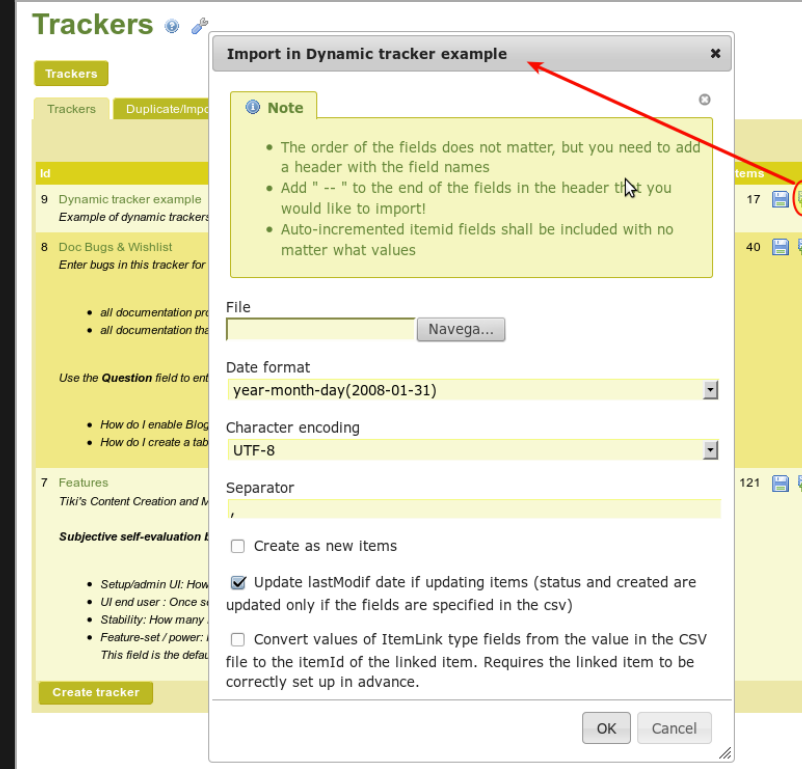 Trackers
Import in Dynamic tracker example
Trackers
Trackers
Duplicate/Impo
Note
• The order of the fields does not matter, but you need to add
a header with the field names
• Add " -- " to the end of the fields in the header that you
would like to import!
• Auto-incremented itemid fields shall be included with no
matter what values
Id
tems
9 Dynamic tracker example
17
Example of dynamic trackers
8 Doc Bugs & Wishlist
40
Enter bugs in this tracker for
• all documentation pro
• all documentation tha
Use the Question field to ent
• How do I enable Blog
• How do I create a tab
File
Navega...
Date format
year-month-day(2008-01-31)
Character encoding
UTF-8
Separator
,
7 Features
121
Tiki's Content Creation and M
Subjective self-evaluation b
• Setup/admin UI: How
• UI end user : Once so
• Stability: How many
• Feature-set / power:
This field is the defau
Create as new items
Update lastModif date if updating items (status and created are
updated only if the fields are specified in the csv)
Convert values of ItemLink type fields from the value in the CSV
file to the itemId of the linked item. Requires the linked item to be
correctly set up in advance.
Create tracker
OK
Cancel